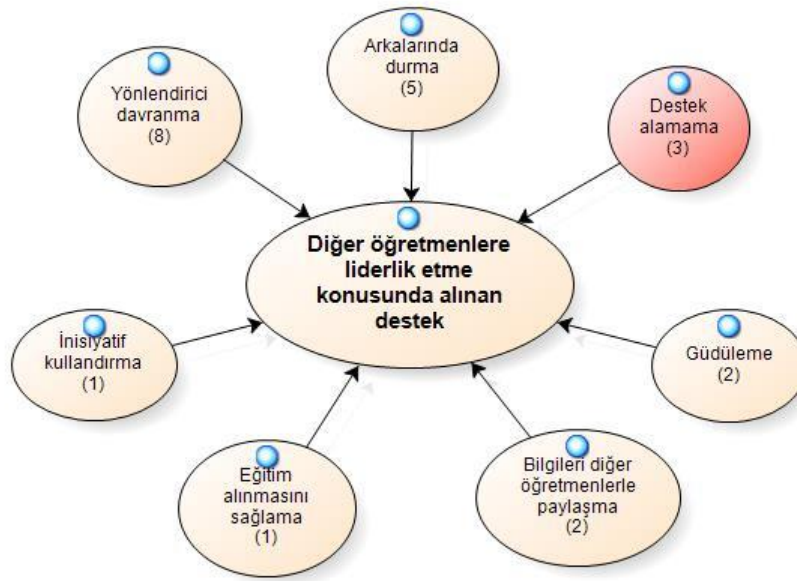 Arkalarında
durma
(5)
Yönlendirici
davranma
(8)
Destek
alamama
(3)
Diğer öğretmenlere
liderlik etme
konusunda alınan
destek
İnisiyatif
kullandırma
(1)
Güdüleme
(2)
Eğitim
alınmasını
sağlama
(1)
Bilgileri diğer
öğretmenlerle
paylaşma
(2)